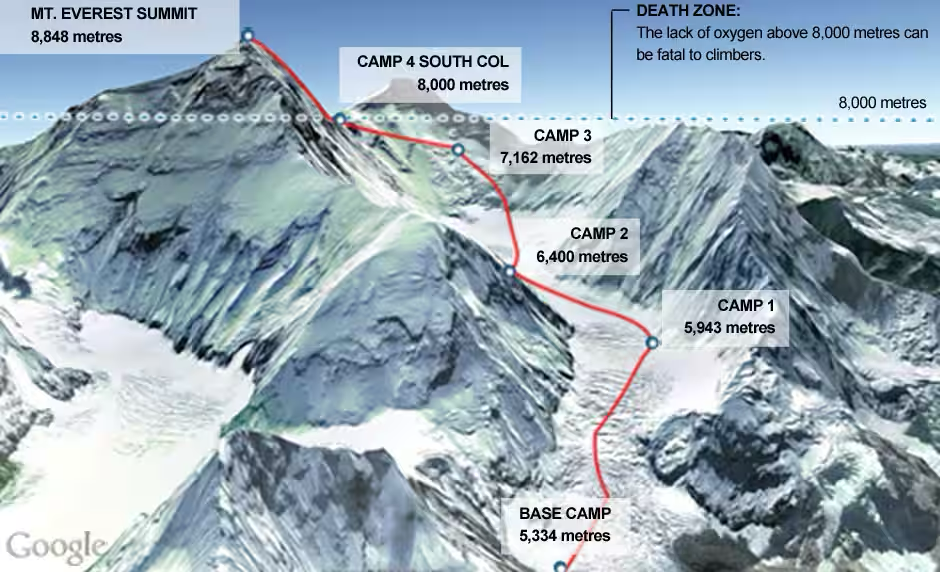 MT. EVEREST SUMMIT
8,848 metres
DEATH ZONE:
The lack of oxygen above 8,000 metres can
be fatal to climbers.
CAMP 4 SOUTH COL
8,000 metres
8,000 metres
CAMP 3
7,162 metres
CAMP 2
6,400 metres
CAMP 1
5,943 metres
BASE CAMP
5,334 metres
Google